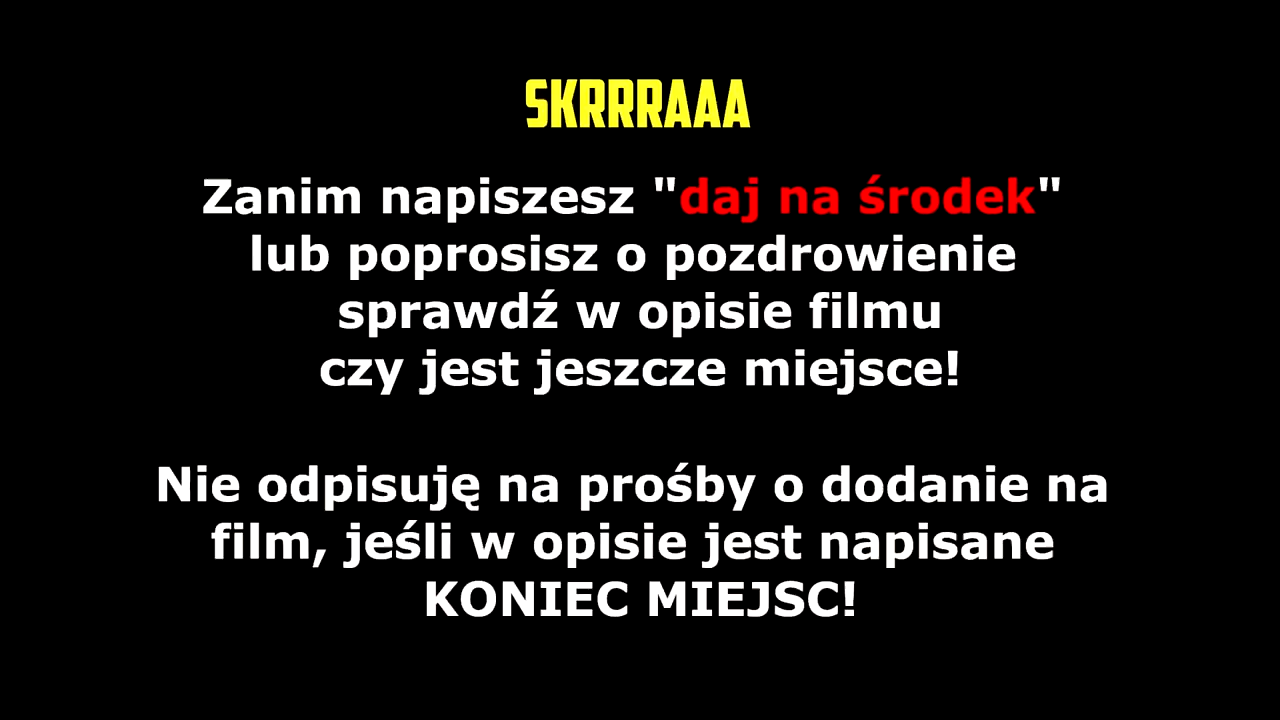 SKRRRAAA
Zanim napiszesz "daj na środek"
lub poprosisz o pozdrowienie
sprawdź w opisie filmu
czy jest jeszcze miejsce!
Nie odpisuję na prośby o dodanie na
film, jeśli w opisie jest napisane
KONIEC MIEJSC!